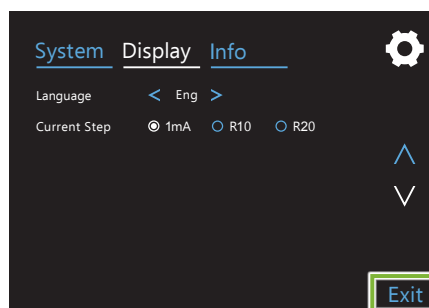 System Display Info
Language < Eng >
Current Step 1mA R10 R20
Exit